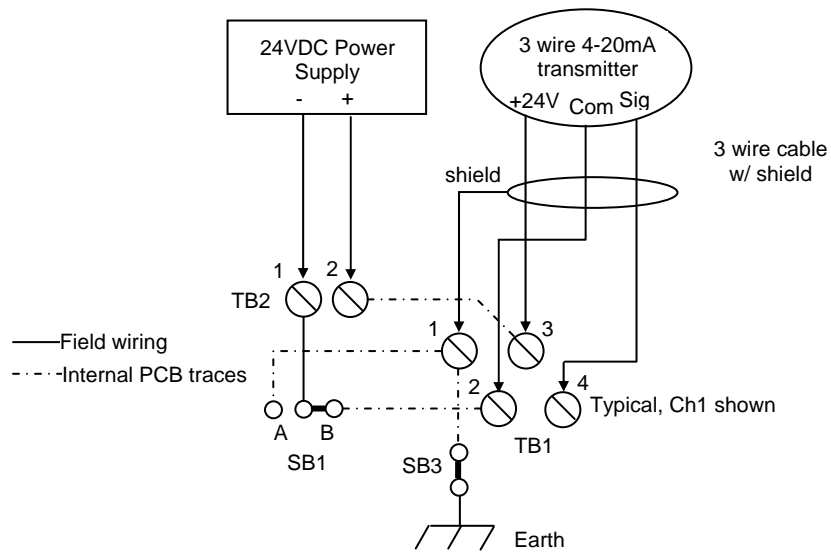 24VDC Power
Supply
- +
3 wire 4-20mA
transmitter
+24V Com Sig
3 wire cable
w/ shield
shield
1 2
TB2
1 3
Field wiring
Internal PCB traces
2 4
Typical, Ch1 shown
A B
TB1
SB1
SB3
Earth